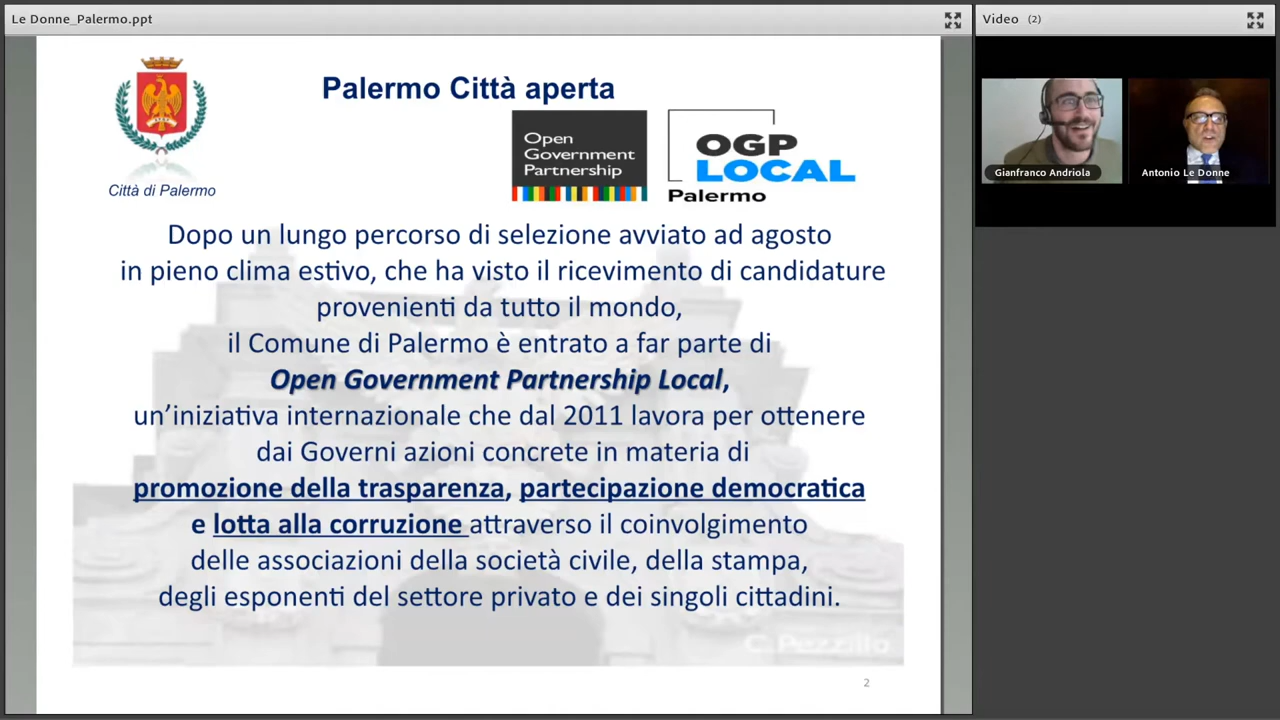 Le Donne_Palermo.ppt
Video (2)
Palermo Città aperta
Open
Government
Partnership
OGP
LOCAL
Palermo
Città di Palermo
Gianfranco Andriola
Antonio Le Donne
Dopo un lungo percorso di selezione avviato ad agosto
in pieno clima estivo, che ha visto il ricevimento di candidature
provenienti da tutto il mondo,
il Comune di Palermo è entrato a far parte di
Open Government Partnership Local,
un’iniziativa internazionale che dal 2011 lavora per ottenere
dai Governi azioni concrete in materia di
promozione della trasparenza, partecipazione democratica
e lotta alla corruzione attraverso il coinvolgimento
delle associazioni della società civile, della stampa,
degli esponenti del settore privato e dei singoli cittadini.
C.Pezzillo
2